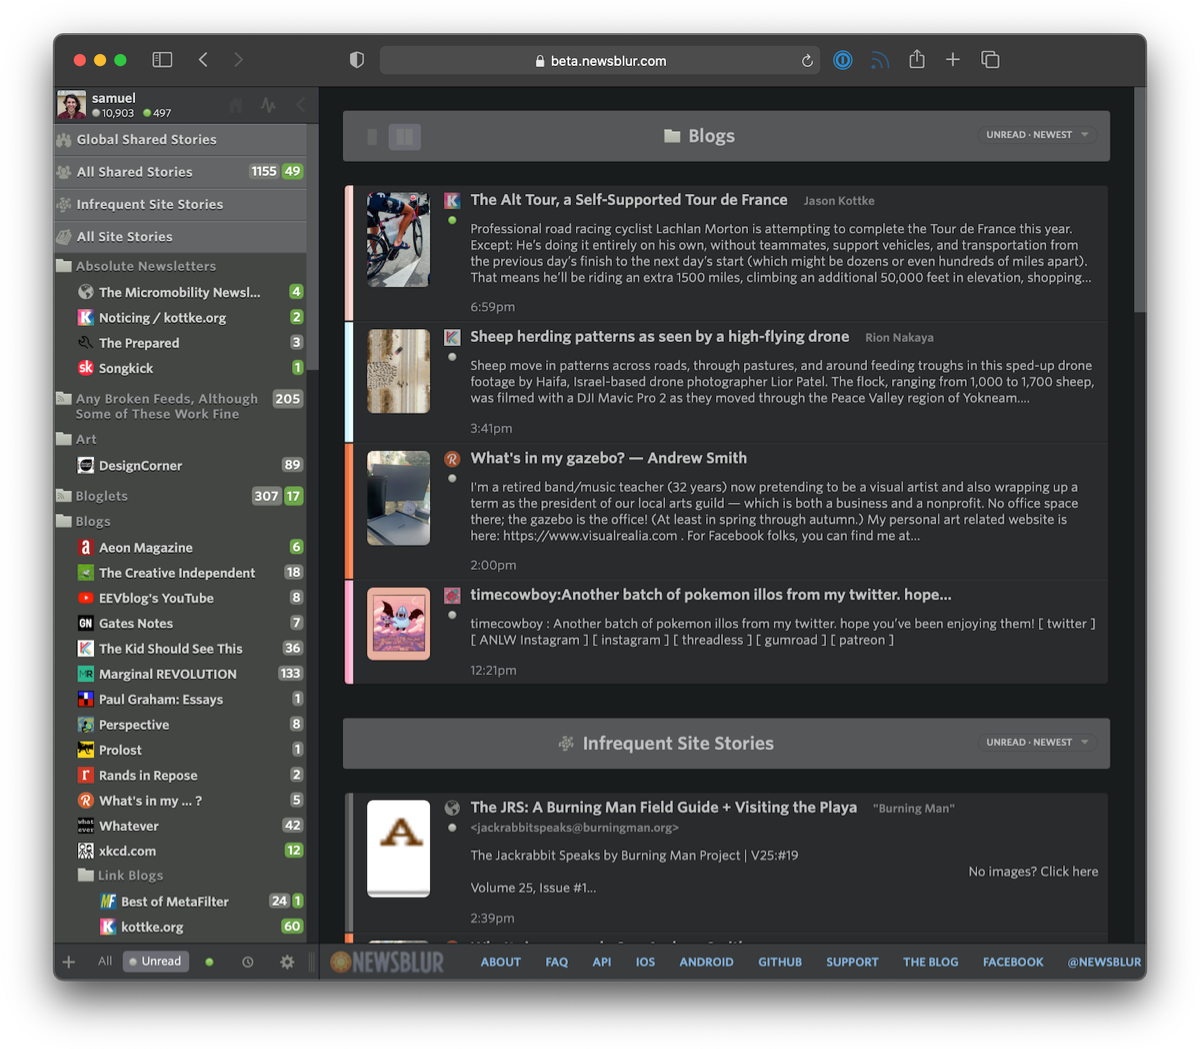 beta.newsblur.com
samuel
10,903 497
Global Shared Stories
All Shared Stories 1155 49
Infrequent Site Stories
All Site Stories
Absolute Newsletters
The Micromobility Newsl... 4
Noticing / kottke.org 2
The Prepared 3
sk Songkick 1
Any Broken Feeds, Although
Some of These Work Fine 205
Art
DesignCorner 89
Bloglets 307 17
Blogs
a Aeon Magazine 6
The Creative Independent 18
EEVblog's YouTube 8
GN Gates Notes 7
The Kid Should See This 36
MR Marginal REVOLUTION 133
Paul Graham: Essays 1
Perspective 8
Prolost 1
r Rands in Repose 2
R What's in my ... ? 5
what ever Whatever 42
xkcd.com 12
Link Blogs
MF Best of MetaFilter 24 1
K kottke.org 60
All Unread
Blogs UNREAD · NEWEST
The Alt Tour, a Self-Supported Tour de France Jason Kottke
Professional road racing cyclist Lachlan Morton is attempting to complete the Tour de France this year.
Except: He's doing it entirely on his own, without teammates, support vehicles, and transportation from
the previous day's finish to the next day's start (which might be dozens or even hundreds of miles apart).
That means he'll be riding an extra 1500 miles, climbing an additional 50,000 feet in elevation, shopping...
6:59pm
Sheep herding patterns as seen by a high-flying drone Rion Nakaya
Sheep move in patterns across roads, through pastures, and around feeding troughs in this sped-up drone
footage by Haifa, Israel-based drone photographer Lior Patel. The flock, ranging from 1,000 to 1,700 sheep,
was filmed with a DJI Mavic Pro 2 as they moved through the Peace Valley region of Yokneam....
3:41pm
What's in my gazebo? — Andrew Smith
I'm a retired band/music teacher (32 years) now pretending to be a visual artist and also wrapping up a
term as the president of our local arts guild — which is both a business and a nonprofit. No office space
there; the gazebo is the office! (At least in spring through autumn.) My personal art related website is
here: https://www.visualrealia.com . For Facebook folks, you can find me at...
2:00pm
timecowboy:Another batch of pokemon illos from my twitter. hope...
timecowboy : Another batch of pokemon illos from my twitter. hope you've been enjoying them! [ twitter ]
[ ANLW Instagram ] [ instagram ] [ threadless ] [ gumroad ] [ patreon ]
12:21pm
Infrequent Site Stories UNREAD · NEWEST
A
The JRS: A Burning Man Field Guide + Visiting the Playa "Burning Man"
<jackrabbitspeaks@burningman.org>
The Jackrabbit Speaks by Burning Man Project | V25:#19
No images? Click here
Volume 25, Issue #1...
2:39pm
NEWSBLUR ABOUT FAQ API IOS ANDROID GITHUB SUPPORT THE BLOG FACEBOOK @NEWSBLUR